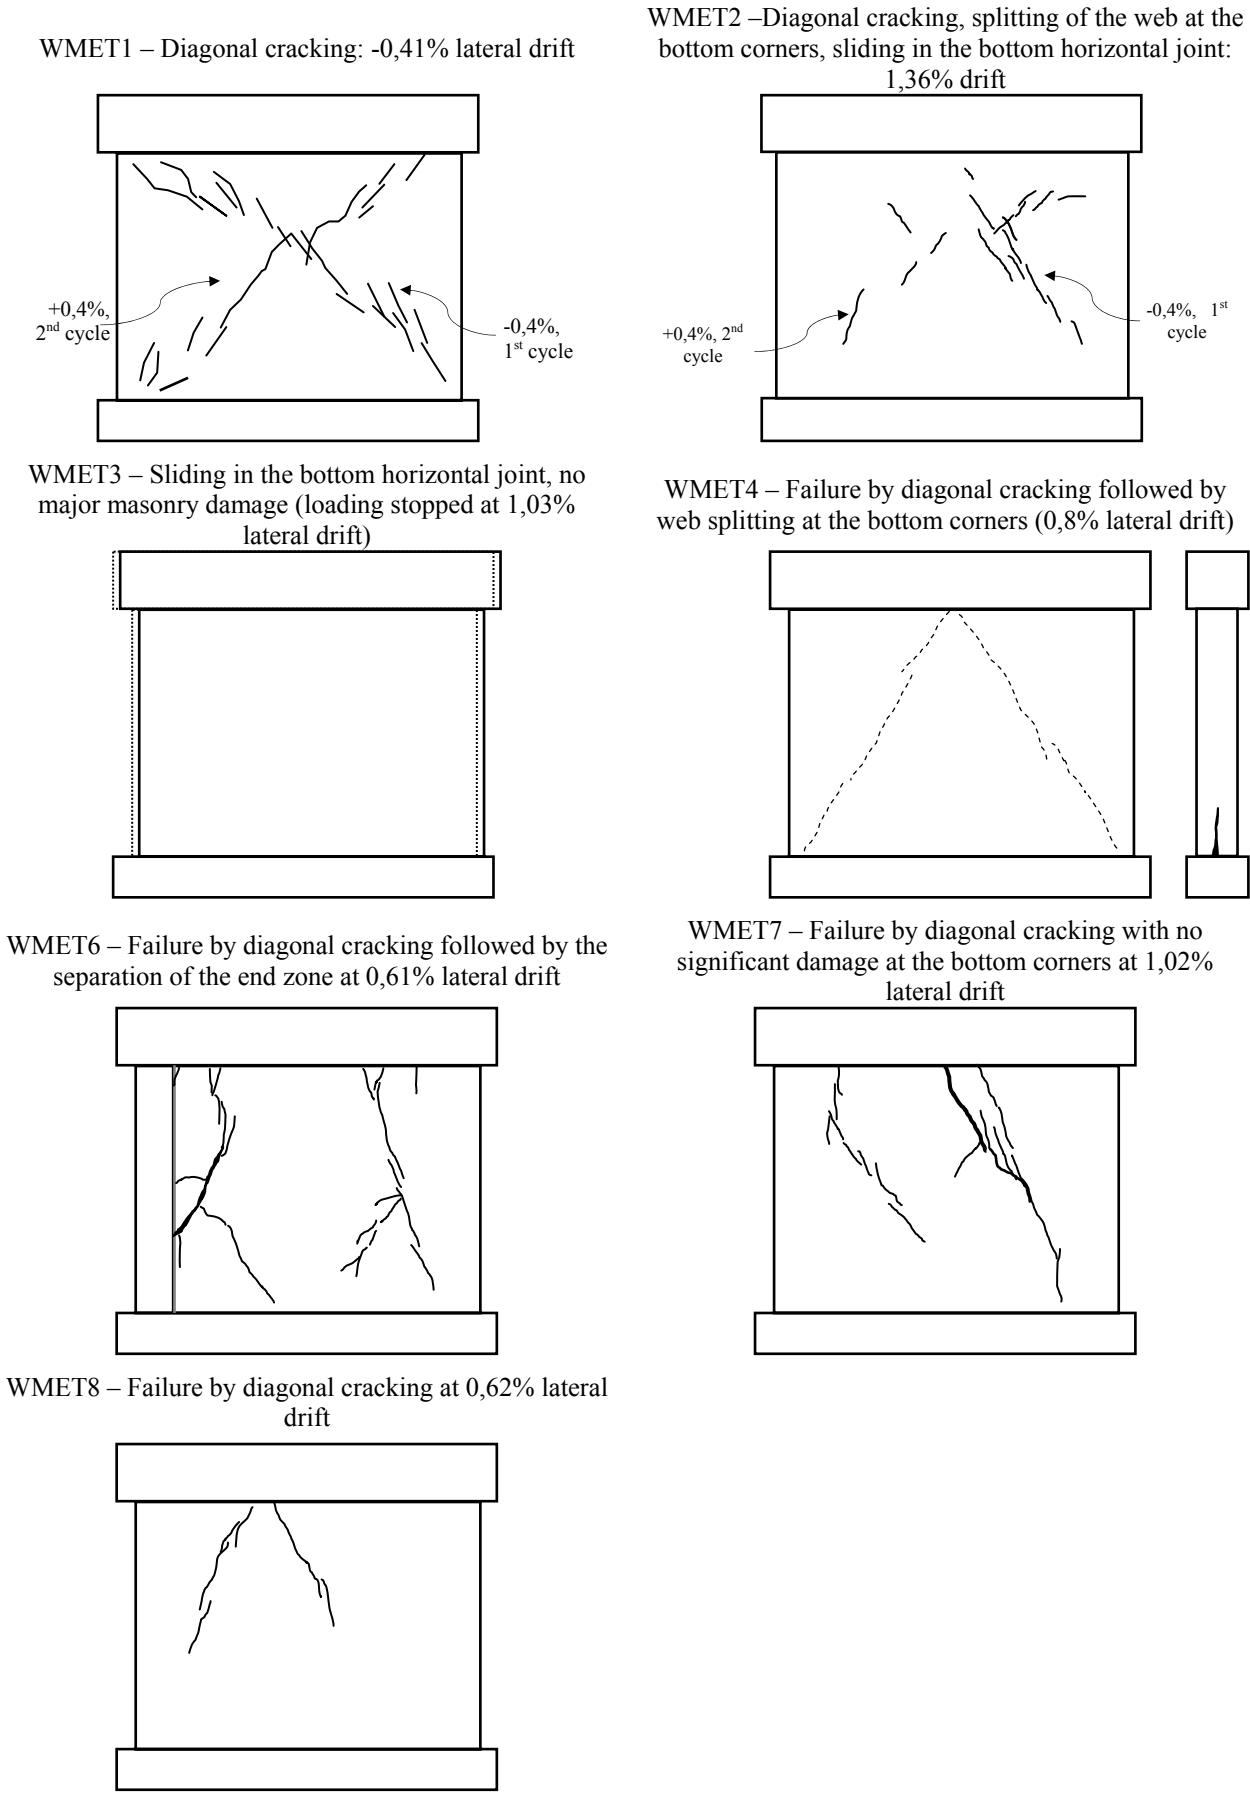 WMET1 – Diagonal cracking: -0,41% lateral drift
WMET2 –Diagonal cracking, splitting of the web at the
bottom corners, sliding in the bottom horizontal joint:
1,36% drift
+0,4%,
2nd cycle
-0,4%,
1st cycle
+0,4%, 2nd
cycle
-0,4%, 1st
cycle
WMET3 – Sliding in the bottom horizontal joint, no
major masonry damage (loading stopped at 1,03%
lateral drift)
WMET4 – Failure by diagonal cracking followed by
web splitting at the bottom corners (0,8% lateral drift)
WMET6 – Failure by diagonal cracking followed by the
separation of the end zone at 0,61% lateral drift
WMET7 – Failure by diagonal cracking with no
significant damage at the bottom corners at 1,02%
lateral drift
WMET8 – Failure by diagonal cracking at 0,62% lateral
drift